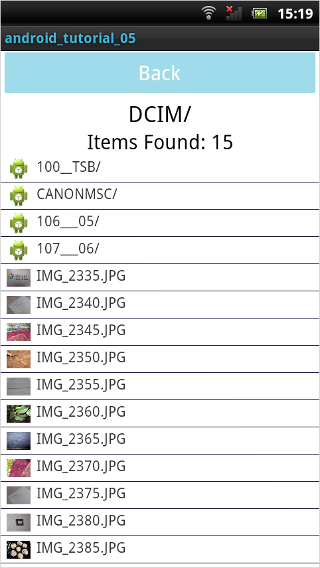 15:19
android_tutorial_05
Back
DCIM/
Items Found: 15
100__TSB/
CANONMSC/
106___05/
107___06/
IMG_2335.JPG
IMG_2340.JPG
IMG_2345.JPG
IMG_2350.JPG
IMG_2355.JPG
IMG_2360.JPG
IMG_2365.JPG
IMG_2370.JPG
IMG_2375.JPG
IMG_2380.JPG
IMG_2385.JPG